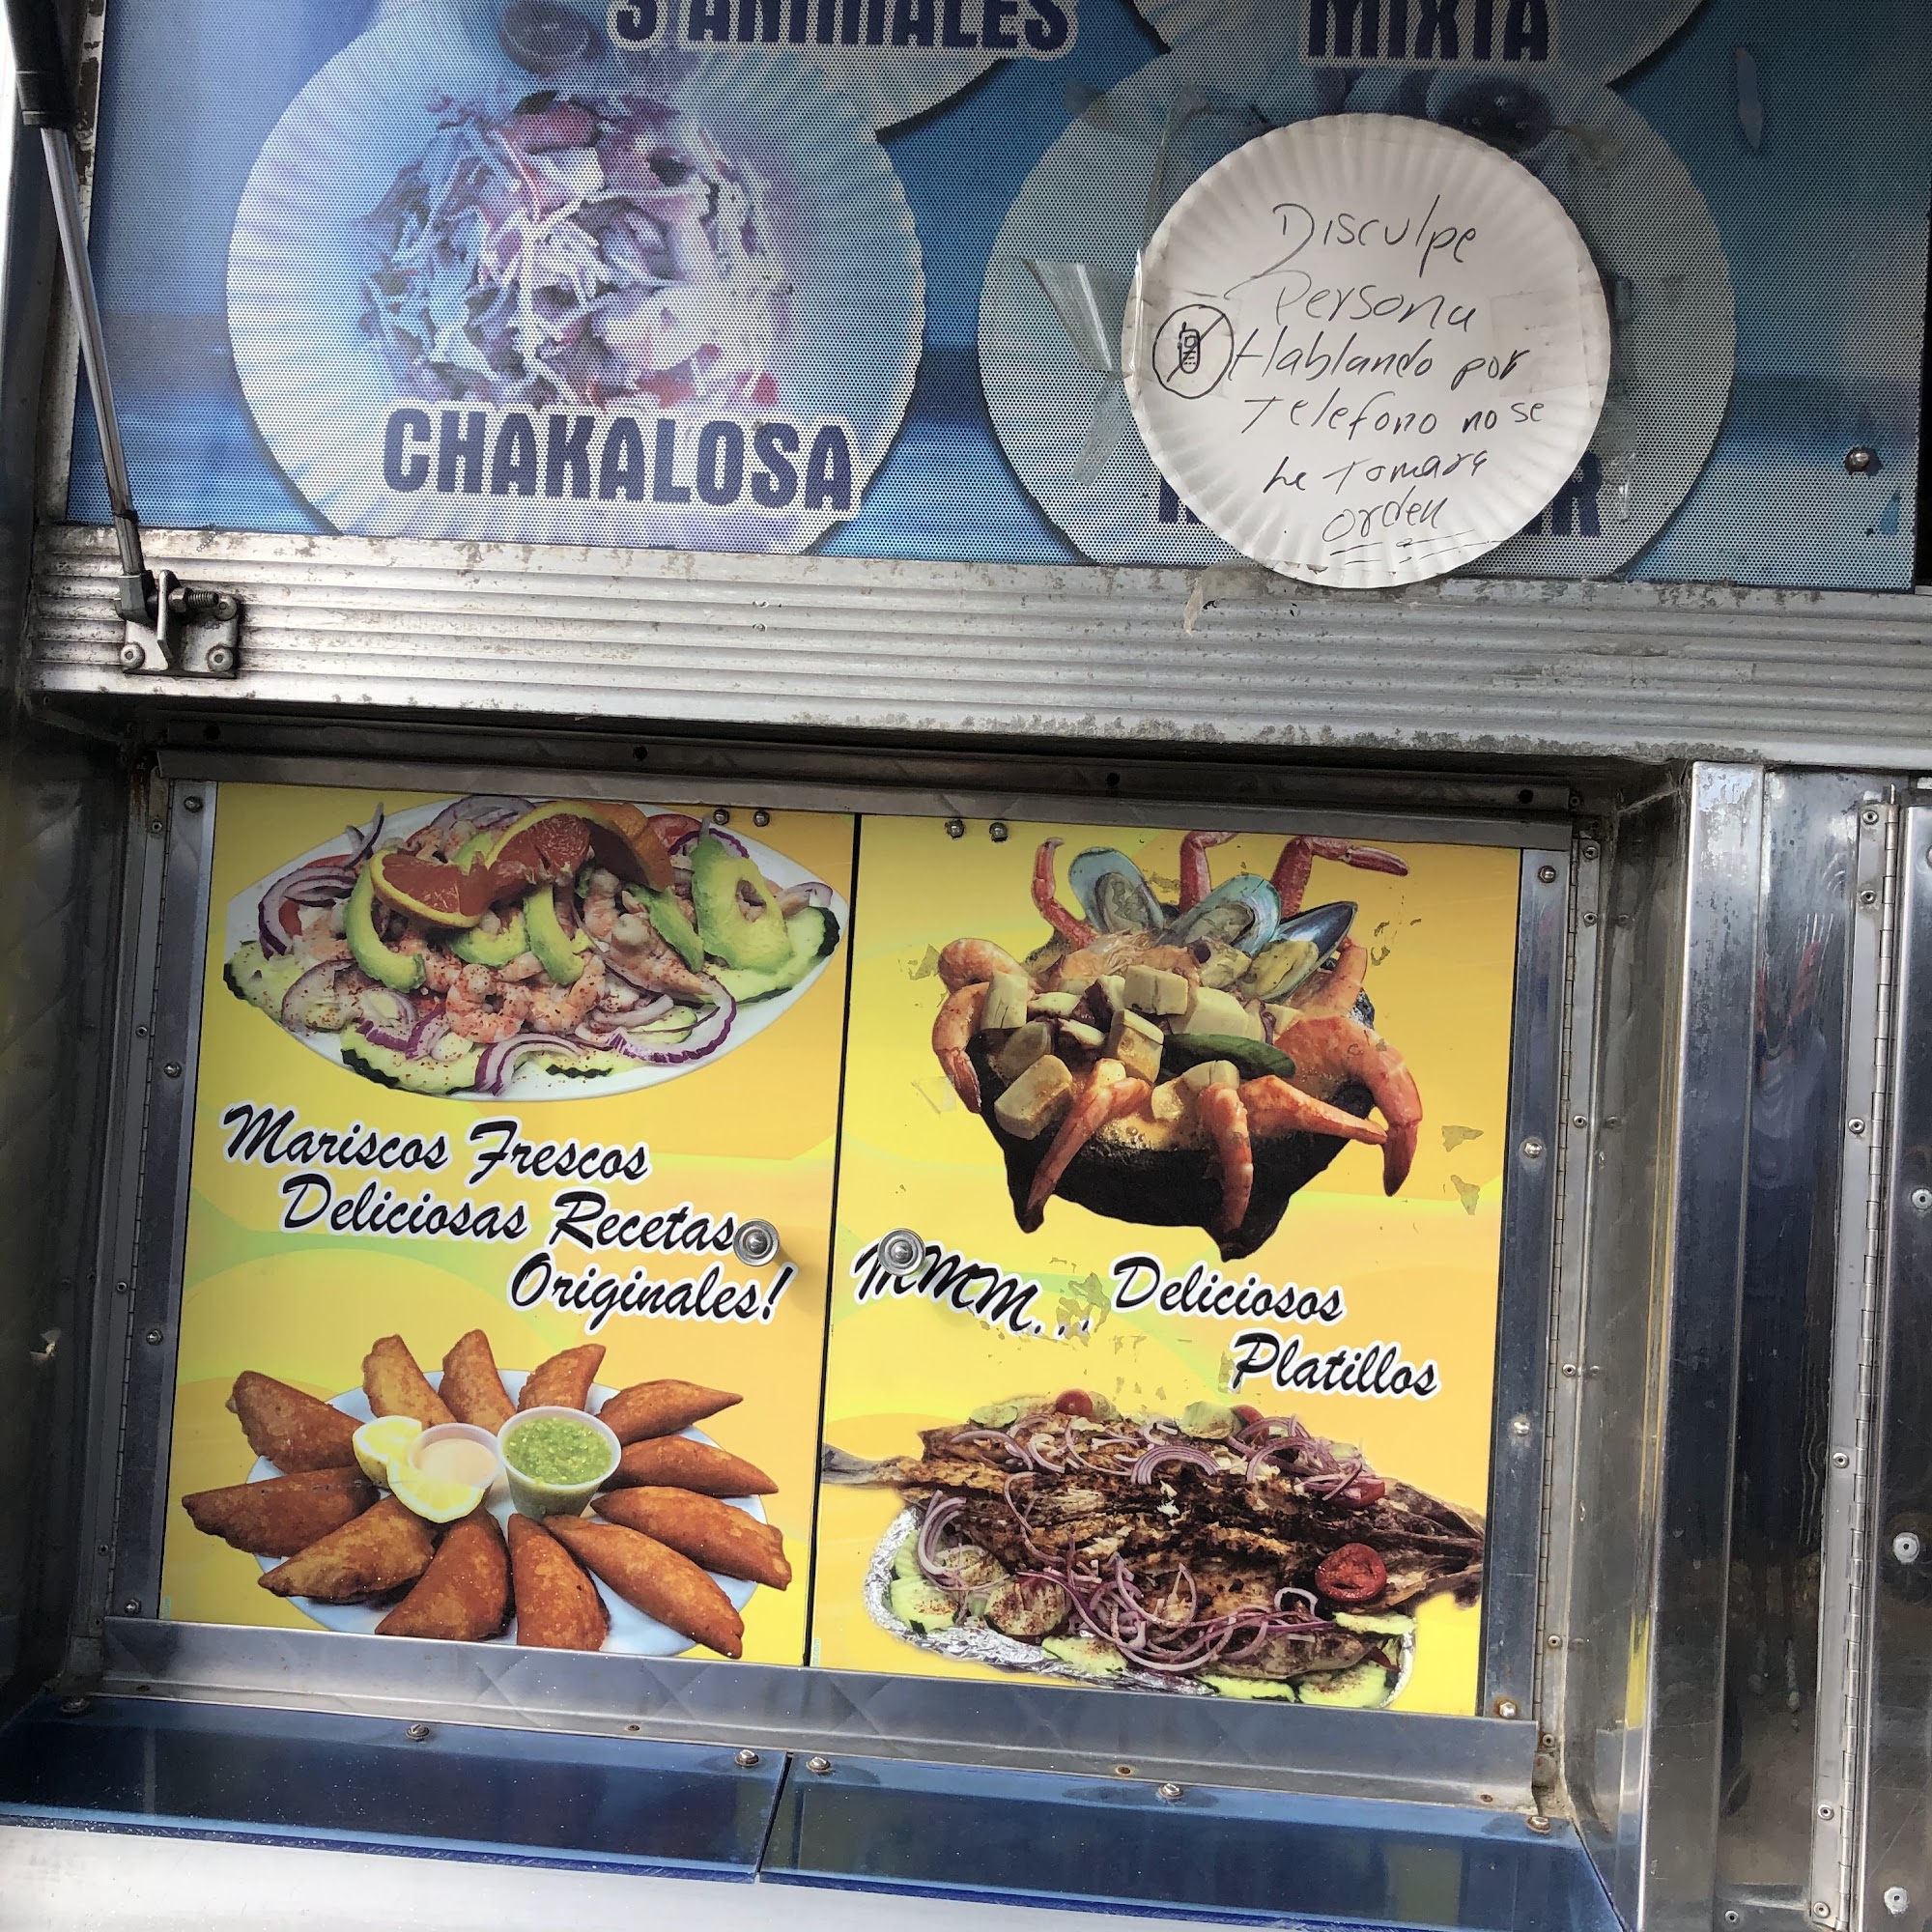 3 ANIMALES
MIXTA
CHAKALOSA
Disculpe
Persona
Hablando por
Telefono no se
Le Tomara
orden
Mariscos Frescos
Deliciosas Recetas
Originales!
MMM... Deliciosos
Platillos